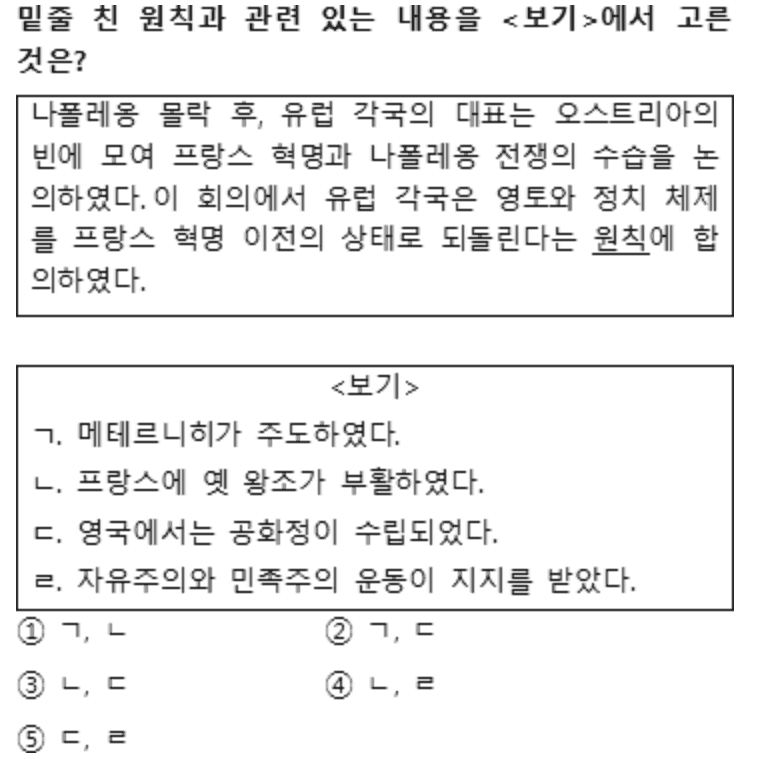 밑줄 친 원칙과 관련 있는 내용을 <보기>에서 고른
것은?
나폴레옹 몰락 후, 유럽 각국의 대표는 오스트리아의
빈에 모여 프랑스 혁명과 나폴레옹 전쟁의 수습을 논
의하였다. 이 회의에서 유럽 각국은 영토와 정치 체제
를 프랑스 혁명 이전의 상태로 되돌린다는 원칙에 합
의하였다.
<보기>
ㄱ. 메테르니히가 주도하였다.
ㄴ. 프랑스에 옛 왕조가 부활하였다.
ㄷ. 영국에서는 공화정이 수립되었다.
ㄹ. 자유주의와 민족주의 운동이 지지를 받았다.
① ㄱ, ㄴ ② ㄱ, ㄷ
③ ㄴ, ㄷ ④ ㄴ, ㄹ
⑤ ㄷ, ㄹ